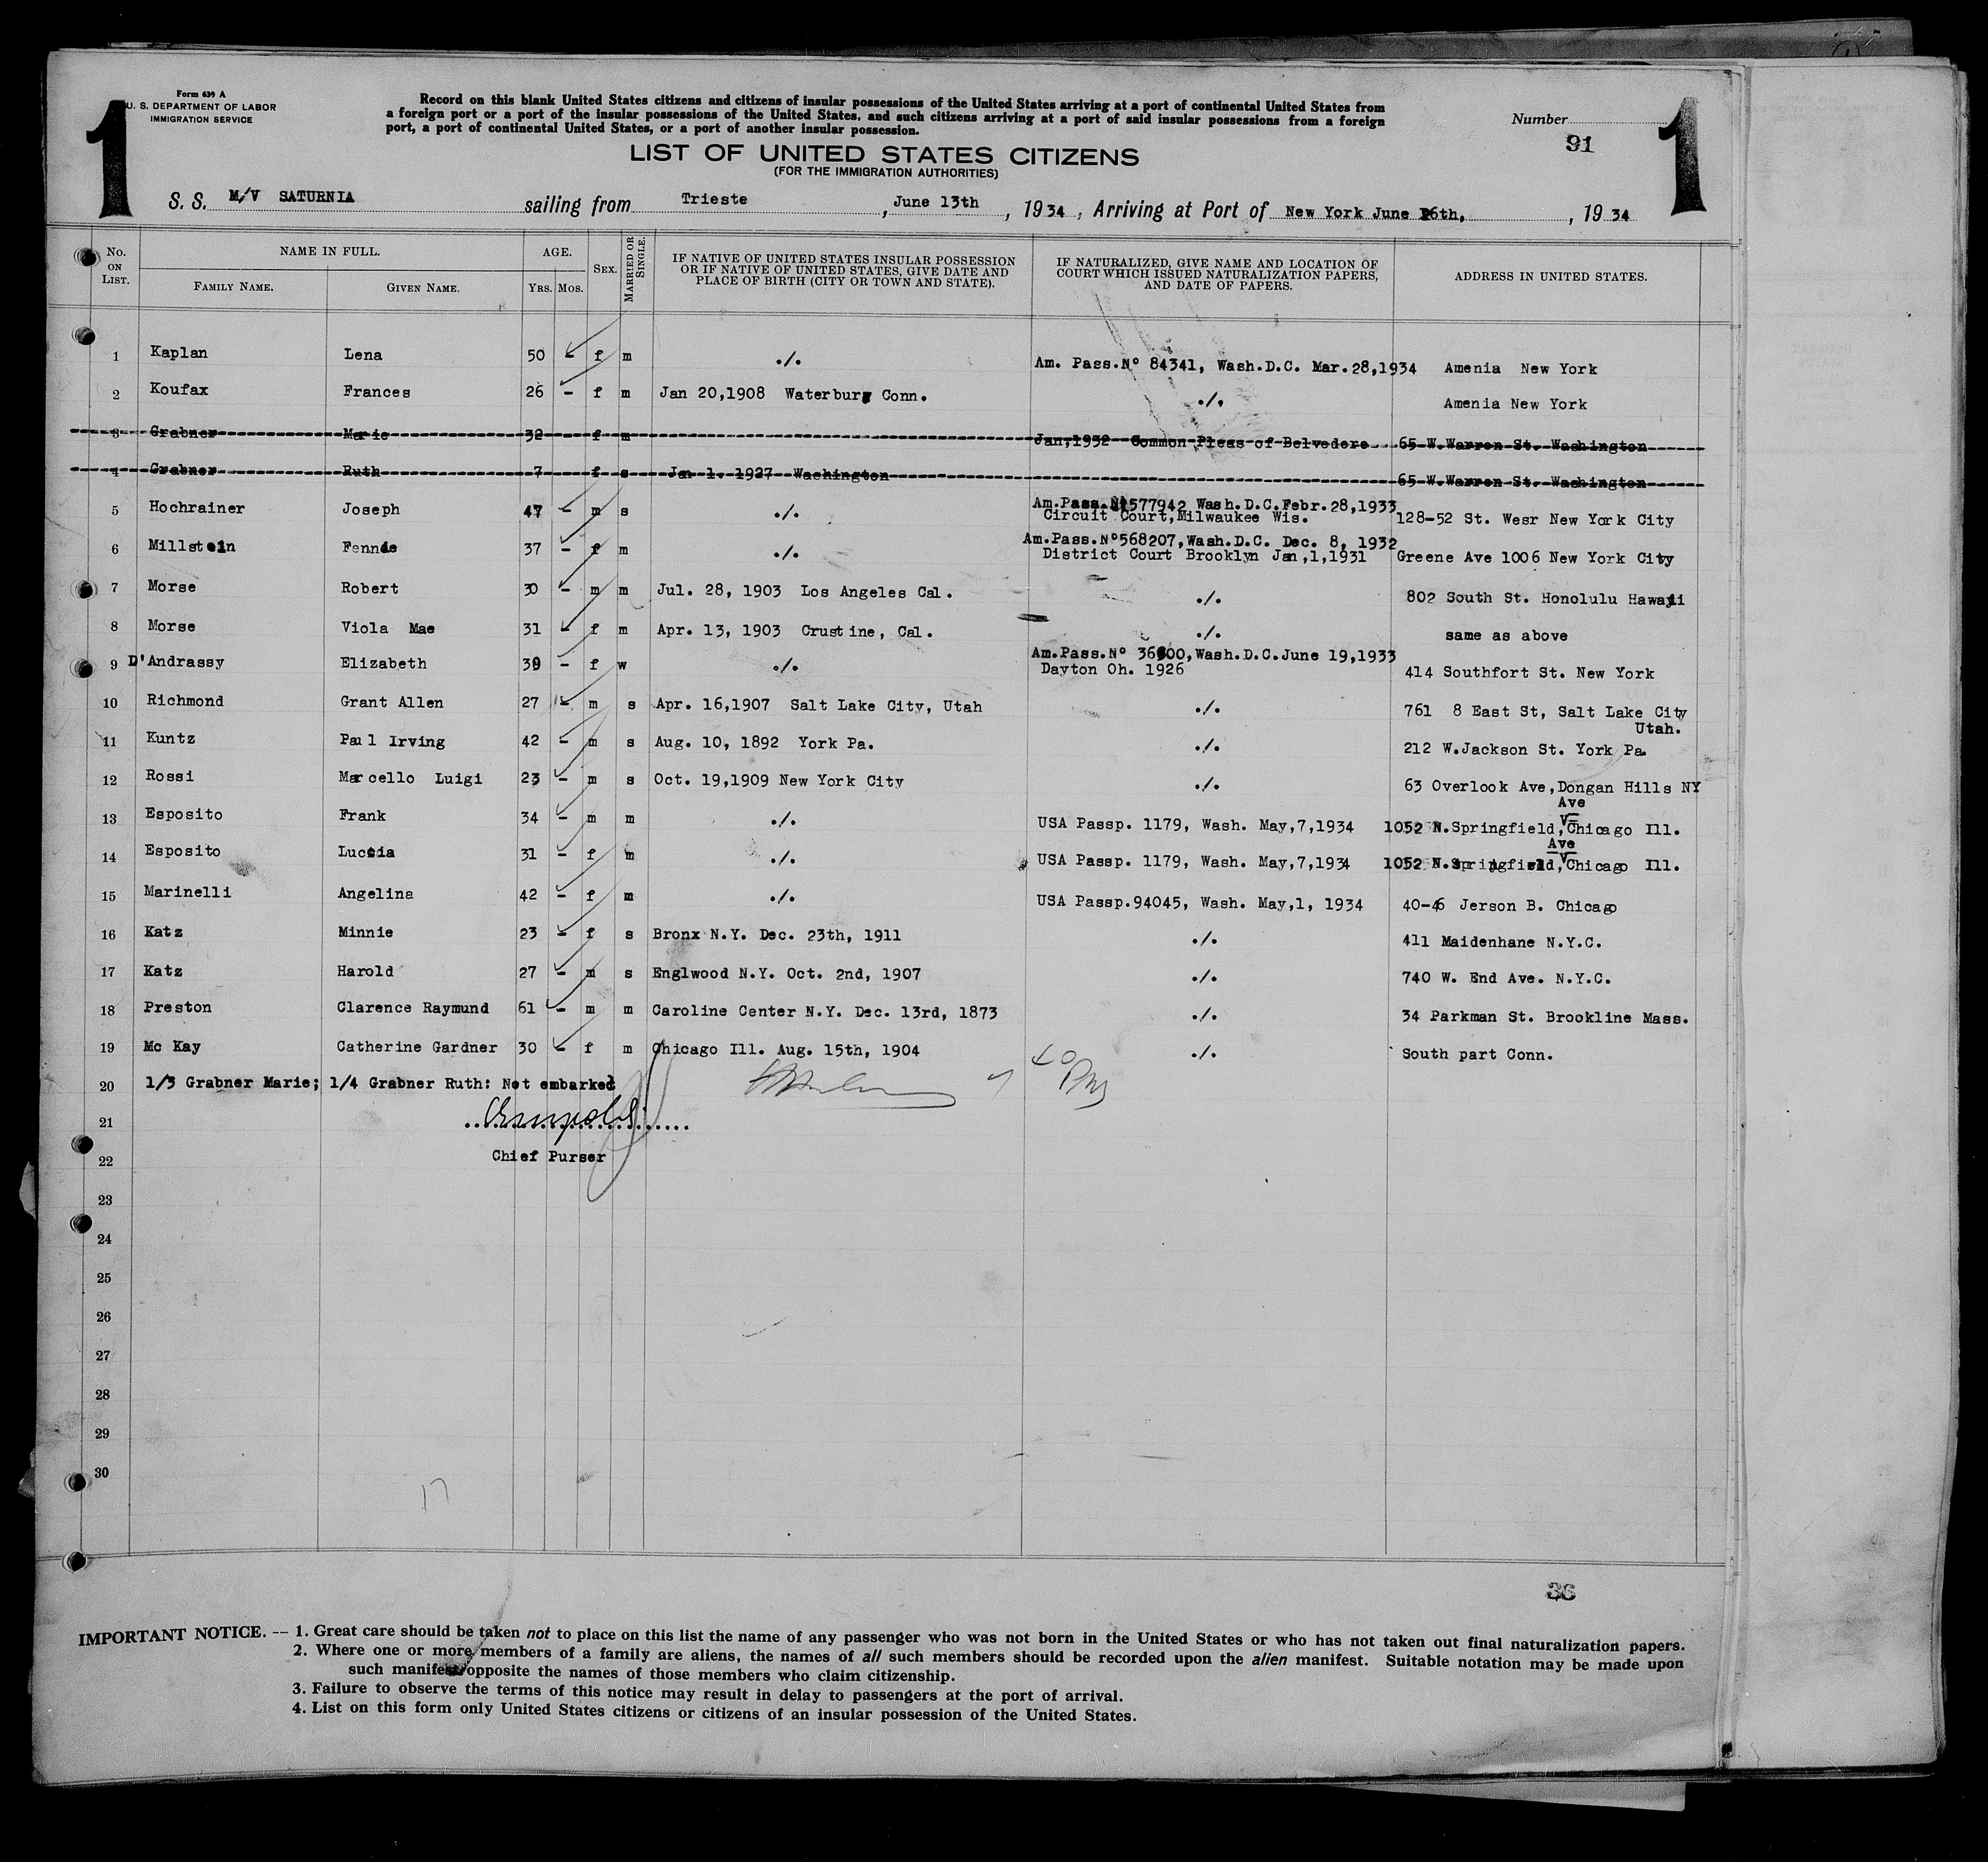 Form 639 A
U. S. DEPARTMENT OF LABOR
IMMIGRATION SERVICE
1
Record on this blank United States citizens and citizens of insular possessions of the United States arriving at a port of continental United States from
a foreign port or a port of the insular possessions of the United States, and such citizens arriving at a port of said insular possessions from a foreign
port, a port of continental United States, or a port of another insular possession.
Number
91
1
LIST OF UNITED STATES CITIZENS
(FOR THE IMMIGRATION AUTHORITIES)
S. S. M/V SATURNIA sailing from Trieste , June 13th , 1934 , Arriving at Port of New York June 26th, , 1934
No. ON LIST. NAME IN FULL. FAMILY NAME. GIVEN NAME. AGE. YRS. MOS. SEX. MARRIED OR SINGLE. IF NATIVE OF UNITED STATES INSULAR POSSESSION OR IF NATIVE OF UNITED STATES, GIVE DATE AND PLACE OF BIRTH (CITY OR TOWN AND STATE). IF NATURALIZED, GIVE NAME AND LOCATION OF COURT WHICH ISSUED NATURALIZATION PAPERS, AND DATE OF PAPERS. ADDRESS IN UNITED STATES.
1 Kaplan Lena 50 - f m ./. Am. Pass.Nº 84341, Wash.D.C. Mar.28,1934 Amenia New York
2 Koufax Frances 26 - f m Jan 20,1908 Waterbury Conn. ./. Amenia New York
3 Grabner Marie 32 f m Jan,1932 Common Pleas of Belvedere 65 W.Warren St. Washington
4 Grabner Ruth 7 f s Jan 1. 1927 Washington 65 W.Warren St. Washington
5 Hochrainer Joseph 47 - m s ./. Am.Pass.Nº577942 Wash.D.C.Febr.28,1933
Circuit Court,Milwaukee Wis. 128-52 St. Wesr New York City
6 Millstein Fennie 37 - f m ./. Am.Pass.Nº568207,Wash.D.C. Dec. 8, 1932
District Court Brooklyn Jan,1,1931 Greene Ave 1006 New York City
7 Morse Robert 30 - m m Jul. 28, 1903 Los Angeles Cal. ./. 802 South St. Honolulu Hawaii
8 Morse Viola Mae 31 - f m Apr. 13, 1903 Crustine, Cal. ./. same as above
9 D'Andrassy Elizabeth 39 - f w ./. Am.Pass.Nº Wash.D.C.June 19,1933
Dayton Oh. 1926 414 Southfort St. New York
10 Richmond Grant Allen 27 - m s Apr. 16,1907 Salt Lake City, Utah ./. 761 8 East St, Salt Lake City
Utah.
11 Kuntz Paul Irving 42 - m s Aug. 10, 1892 York Pa. ./. 212 W.Jackson St. York Pa.
12 Rossi Marcello Luigi 23 - m s Oct. 19,1909 New York City ./. 63 Overlook Ave,Dongan Hills NY
Ave
13 Esposito Frank 34 - m m ./. USA Passp. 1179, Wash. May,7,1934 1052 N.Springfield,Chicago Ill.
Ave
14 Esposito Luccia 31 - f m ./. USA Passp. 1179, Wash. May,7,1934 1052 N.Springfield,Chicago Ill.
15 Marinelli Angelina 42 - f m ./. USA Passp.94045, Wash. May,1, 1934 40-46 Jerson B. Chicago
16 Katz Minnie 23 - f s Bronx N.Y. Dec. 23th, 1911 ./. 411 Maidenhane N.Y.C.
17 Katz Harold 27 - m s Englwood N.Y. Oct. 2nd, 1907 ./. 740 W. End Ave. N.Y.C.
18 Preston Clarence Raymund 61 - m m Caroline Center N.Y. Dec. 13rd, 1873 ./. 34 Parkman St. Brookline Mass.
19 Mc Kay Catherine Gardner 30 - f m Chicago Ill. Aug. 15th, 1904 ./. South part Conn.
20 1/3 Grabner Marie; 1/4 Grabner Ruth: Not embarked
21
22 Chief Purser
23
24
25
26
27
28
29
30
17
36
IMPORTANT NOTICE. -- 1. Great care should be taken not to place on this list the name of any passenger who was not born in the United States or who has not taken out final naturalization papers.
2. Where one or more members of a family are aliens, the names of all such members should be recorded upon the alien manifest. Suitable notation may be made upon
such manifest opposite the names of those members who claim citizenship.
3. Failure to observe the terms of this notice may result in delay to passengers at the port of arrival.
4. List on this form only United States citizens or citizens of an insular possession of the United States.